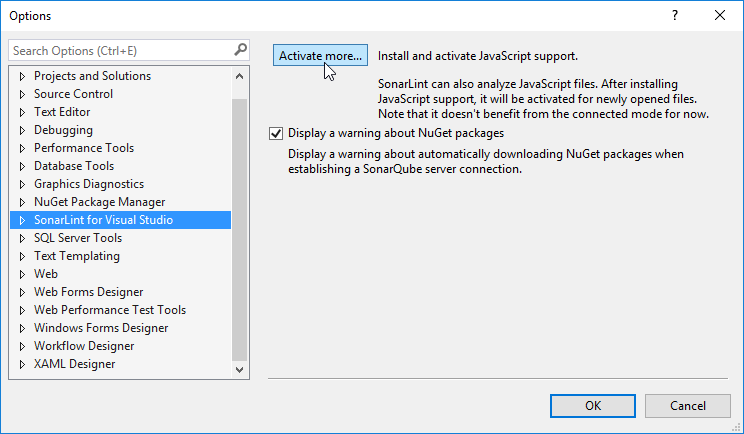 Options
Search Options (Ctrl+E)
Projects and Solutions
Source Control
Text Editor
Debugging
Performance Tools
Database Tools
Graphics Diagnostics
NuGet Package Manager
SonarLint for Visual Studio
SQL Server Tools
Text Templating
Web
Web Forms Designer
Web Performance Test Tools
Windows Forms Designer
Workflow Designer
XAML Designer
Activate more... Install and activate JavaScript support.
SonarLint can also analyze JavaScript files. After installing
JavaScript support, it will be activated for newly opened files.
Note that it doesn't benefit from the connected mode for now.
Display a warning about NuGet packages
Display a warning about automatically downloading NuGet packages when
establishing a SonarQube server connection.
OK Cancel